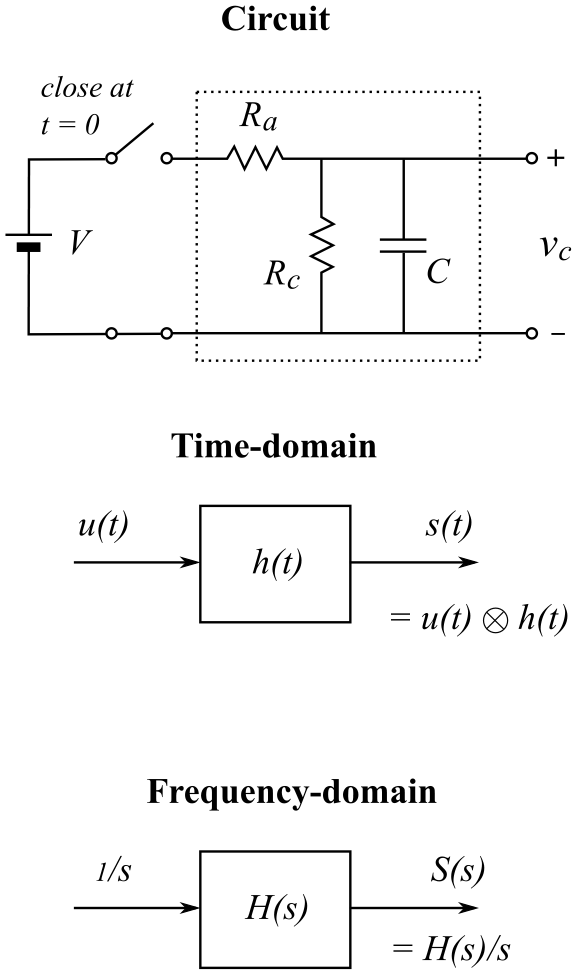 Circuit
close at
t = 0
Ra
+
V
Rc
C
vc
−
Time-domain
u(t)
h(t)
s(t)
= u(t) ⊗ h(t)
Frequency-domain
1/s
H(s)
S(s)
= H(s)/s